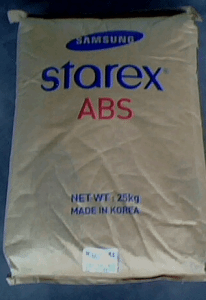 SAMSUNG
starex®
ABS
NET WT : 25kg
MADE IN KOREA